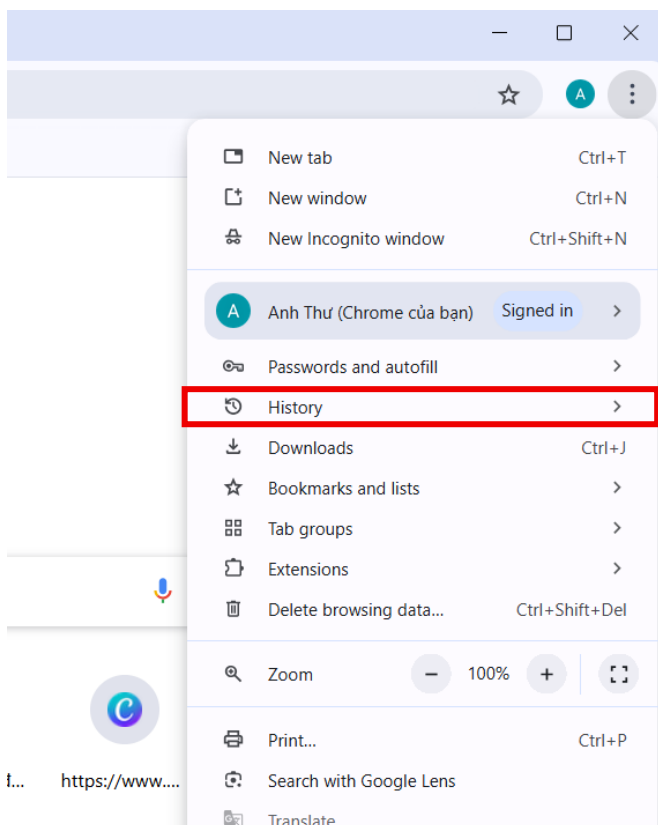 A
New tab Ctrl+T
New window Ctrl+N
New Incognito window Ctrl+Shift+N
A Anh Thư (Chrome của bạn) Signed in
Passwords and autofill
History
Downloads Ctrl+J
Bookmarks and lists
Tab groups
Extensions
Delete browsing data... Ctrl+Shift+Del
Zoom − 100% +
Print... Ctrl+P
https://www....
Search with Google Lens
Translate